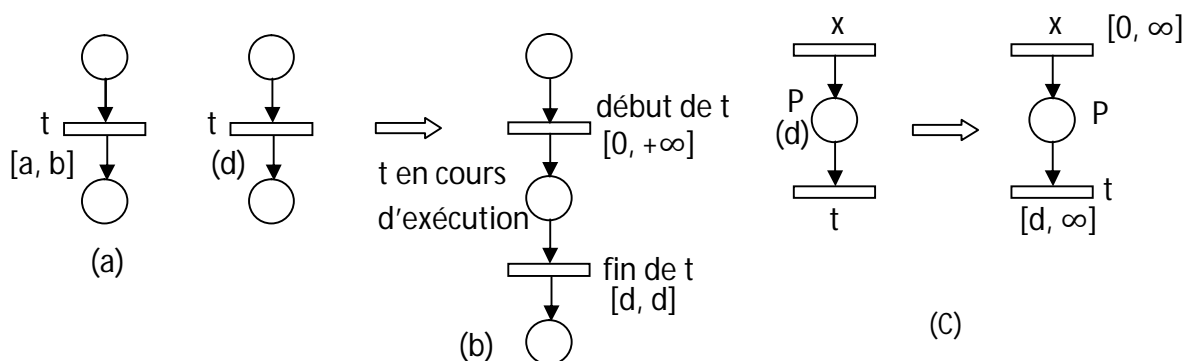 t
[a, b]
(a)
t
(d)
début de t
[0, +∞]
t en cours
d'exécution
fin de t
[d, d]
(b)
x
P
(d)
t
x [0, ∞]
P
t
[d, ∞]
(C)